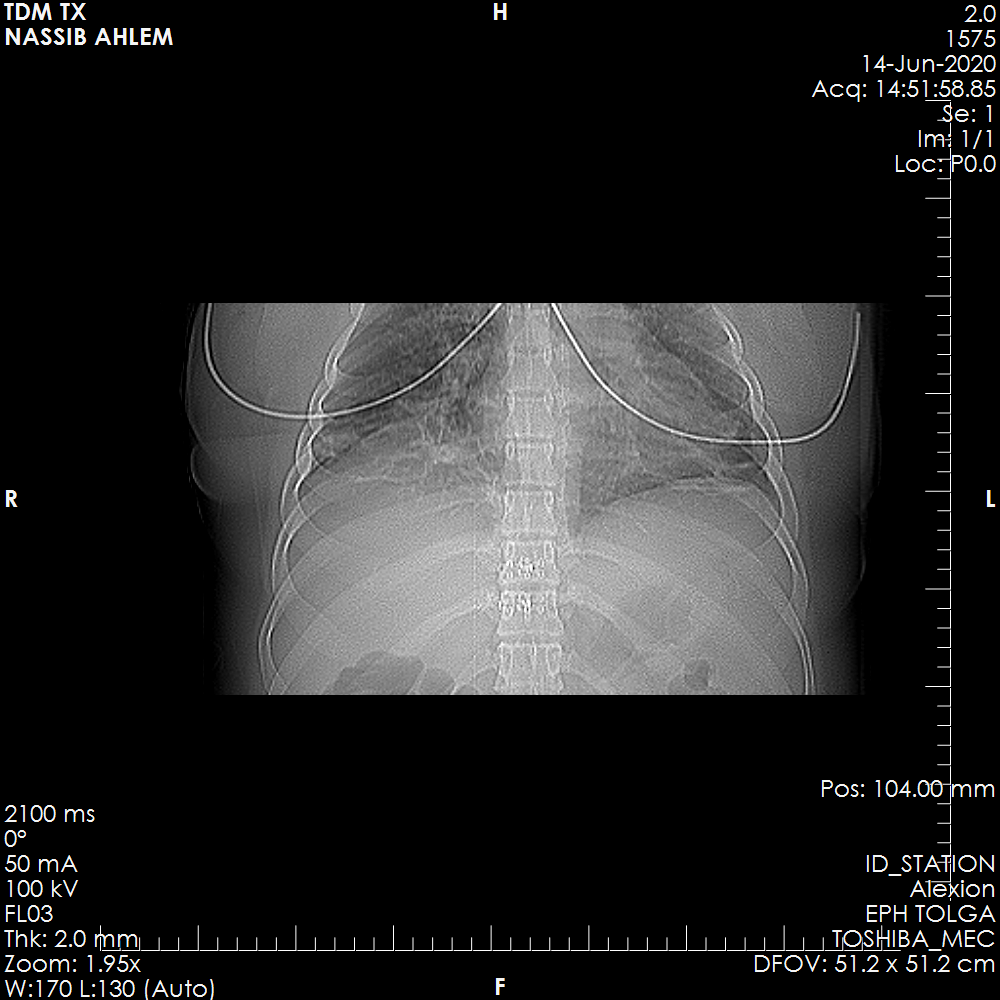 TDM TX
NASSIB AHLEM
H
2.0
1575
14-Jun-2020
Acq: 14:51:58.85
Se: 1
Im: 1/1
Loc: P0.0
R
L
Pos: 104.00 mm
2100 ms
0°
50 mA
100 kV
FL03
Thk: 2.0 mm
Zoom: 1.95x
W:170 L:130 (Auto)
F
ID_STATION
Alexion
EPH TOLGA
TOSHIBA_MEC
DFOV: 51.2 x 51.2 cm